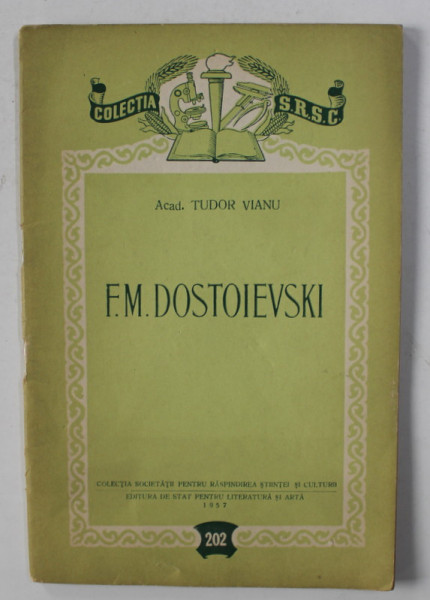 COLECȚIA S.R.S.C.
Acad. TUDOR VIANU
F.M. DOSTOIEVSKI
COLECȚIA SOCIETĂȚII PENTRU RĂSPÎNDIREA ȘTIINȚEI ȘI CULTURII
EDITURA DE STAT PENTRU LITERATURĂ ȘI ARTĂ
1957
202